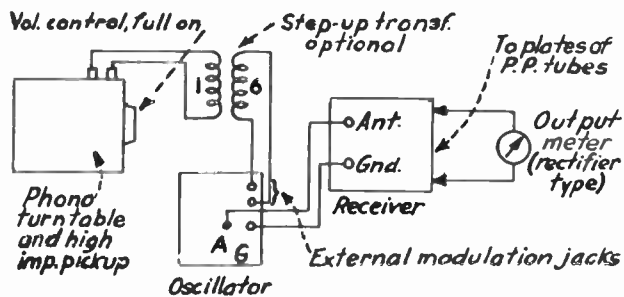 Vol. control, full on
Step-up transf.
optional
To plates of
P.P. tubes
1
6
Ant.
Gnd.
Receiver
Output
meter
(rectifier
type)
Phono
turntable
and high
imp. pickup
A
G
External modulation jacks
Oscillator